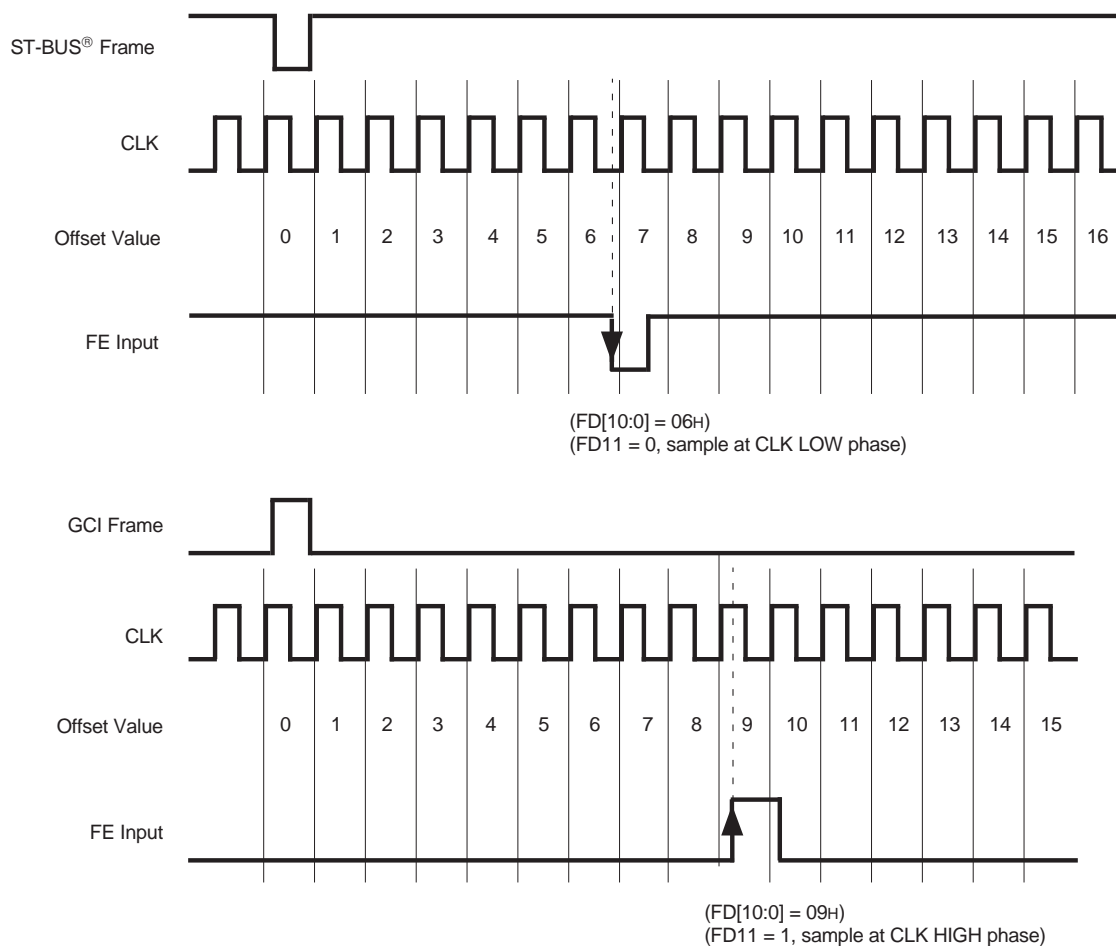 ST-BUS® Frame
CLK
Offset Value 0 1 2 3 4 5 6 7 8 9 10 11 12 13 14 15 16
FE Input
(FD[10:0] = 06H)
(FD11 = 0, sample at CLK LOW phase)
GCI Frame
CLK
Offset Value 0 1 2 3 4 5 6 7 8 9 10 11 12 13 14 15
FE Input
(FD[10:0] = 09H)
(FD11 = 1, sample at CLK HIGH phase)